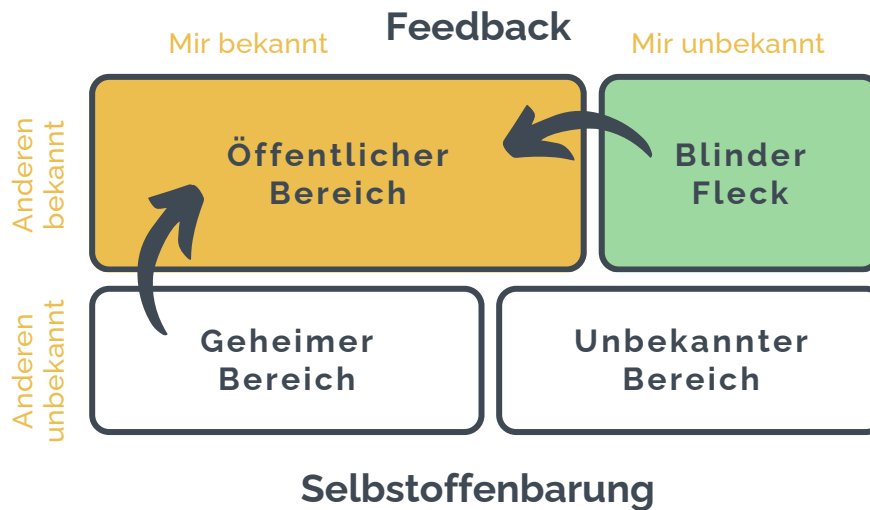 Feedback
Mir bekannt
Mir unbekannt
Anderen
bekannt
Öffentlicher
Bereich
Blinder
Fleck
Anderen
unbekannt
Geheimer
Bereich
Unbekannter
Bereich
Selbstoffenbarung